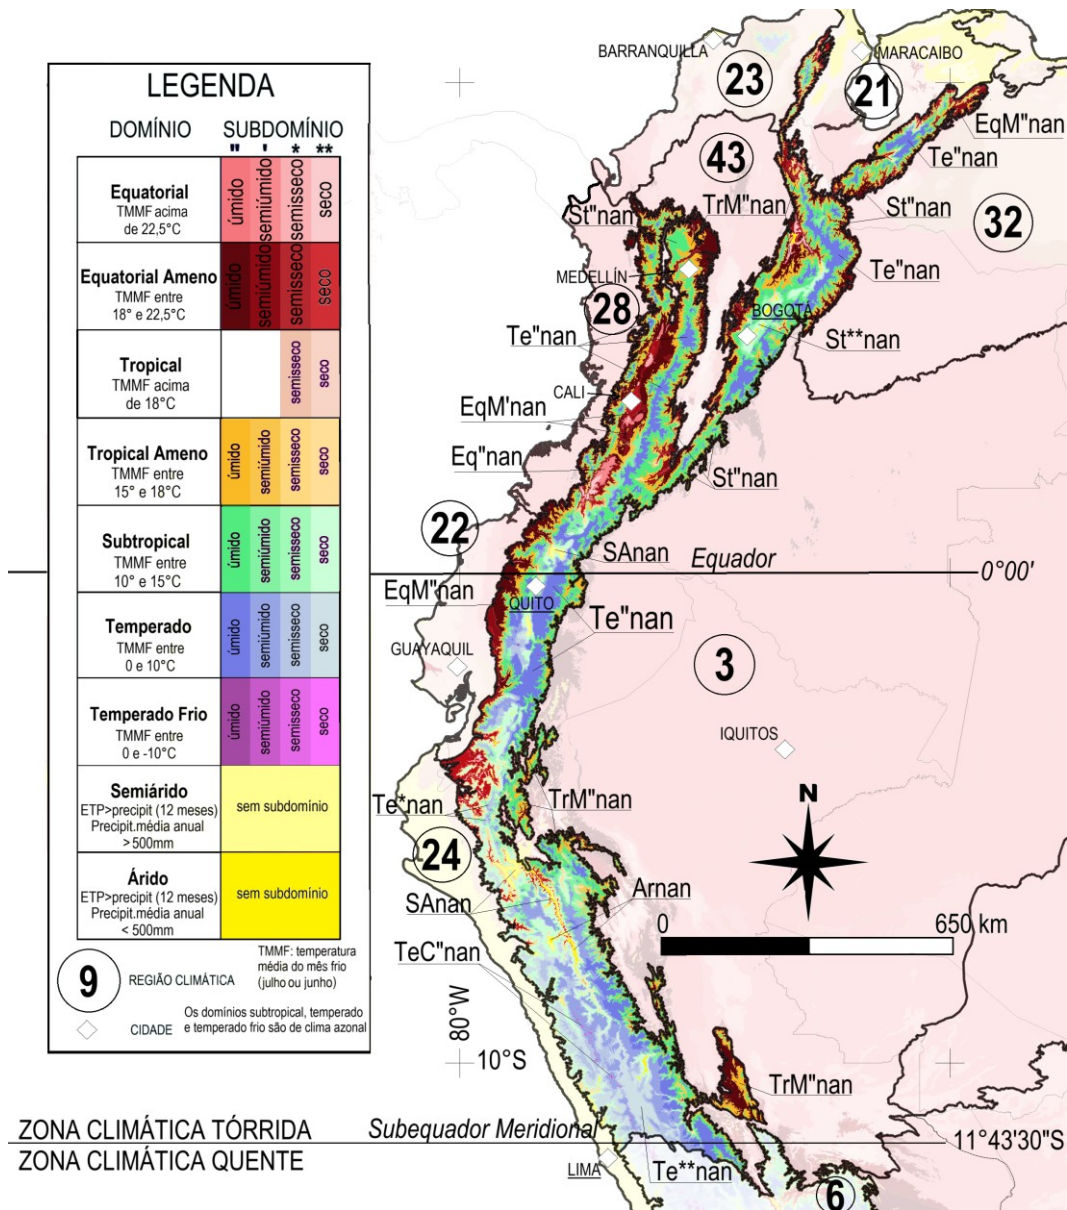 LEGENDA
DOMÍNIO
SUBDOMÍNIO
" ' * **
Equatorial
TMMF acima
de 22,5°C
úmido
semiúmido
semisseco
seco
Equatorial Ameno
TMMF entre
18° e 22,5°C
úmido
semiúmido
semisseco
seco
Tropical
TMMF acima
de 18°C
semisseco
seco
Tropical Ameno
TMMF entre
15° e 18°C
úmido
semiúmido
semisseco
seco
Subtropical
TMMF entre
10° e 15°C
úmido
semiúmido
semisseco
seco
Temperado
TMMF entre
0 e 10°C
úmido
semiúmido
semisseco
seco
Temperado Frio
TMMF entre
0 e -10°C
úmido
semiúmido
semisseco
seco
Semiárido
ETP>precipit (12 meses)
Precipit.média anual
> 500mm
sem subdomínio
Árido
ETP>precipit (12 meses)
Precipit.média anual
< 500mm
sem subdomínio
9
REGIÃO CLIMÁTICA
TMMF: temperatura
média do mês frio
(julho ou junho)
CIDADE
Os domínios subtropical, temperado
e temperado frio são de clima azonal
BARRANQUILLA
MARACAIBO
23
21
EqM"nan
Te"nan
43
TrM"nan
St"nan
St"nan
32
MEDELLÍN
Te"nan
28
BOGOTÁ
Te"nan
St**nan
CALI
EqM'nan
Eq"nan
St"nan
22
SAnan
Equador
0°00'
EqM"nan
QUITO
Te"nan
GUAYAQUIL
3
IQUITOS
N
Te*nan
TrM"nan
24
SAnan
Arnan
0
650 km
TeC"nan
80°W
10°S
TrM"nan
ZONA CLIMÁTICA TÓRRIDA
Subequador Meridional
11°43'30"S
ZONA CLIMÁTICA QUENTE
LIMA
Te**nan
6